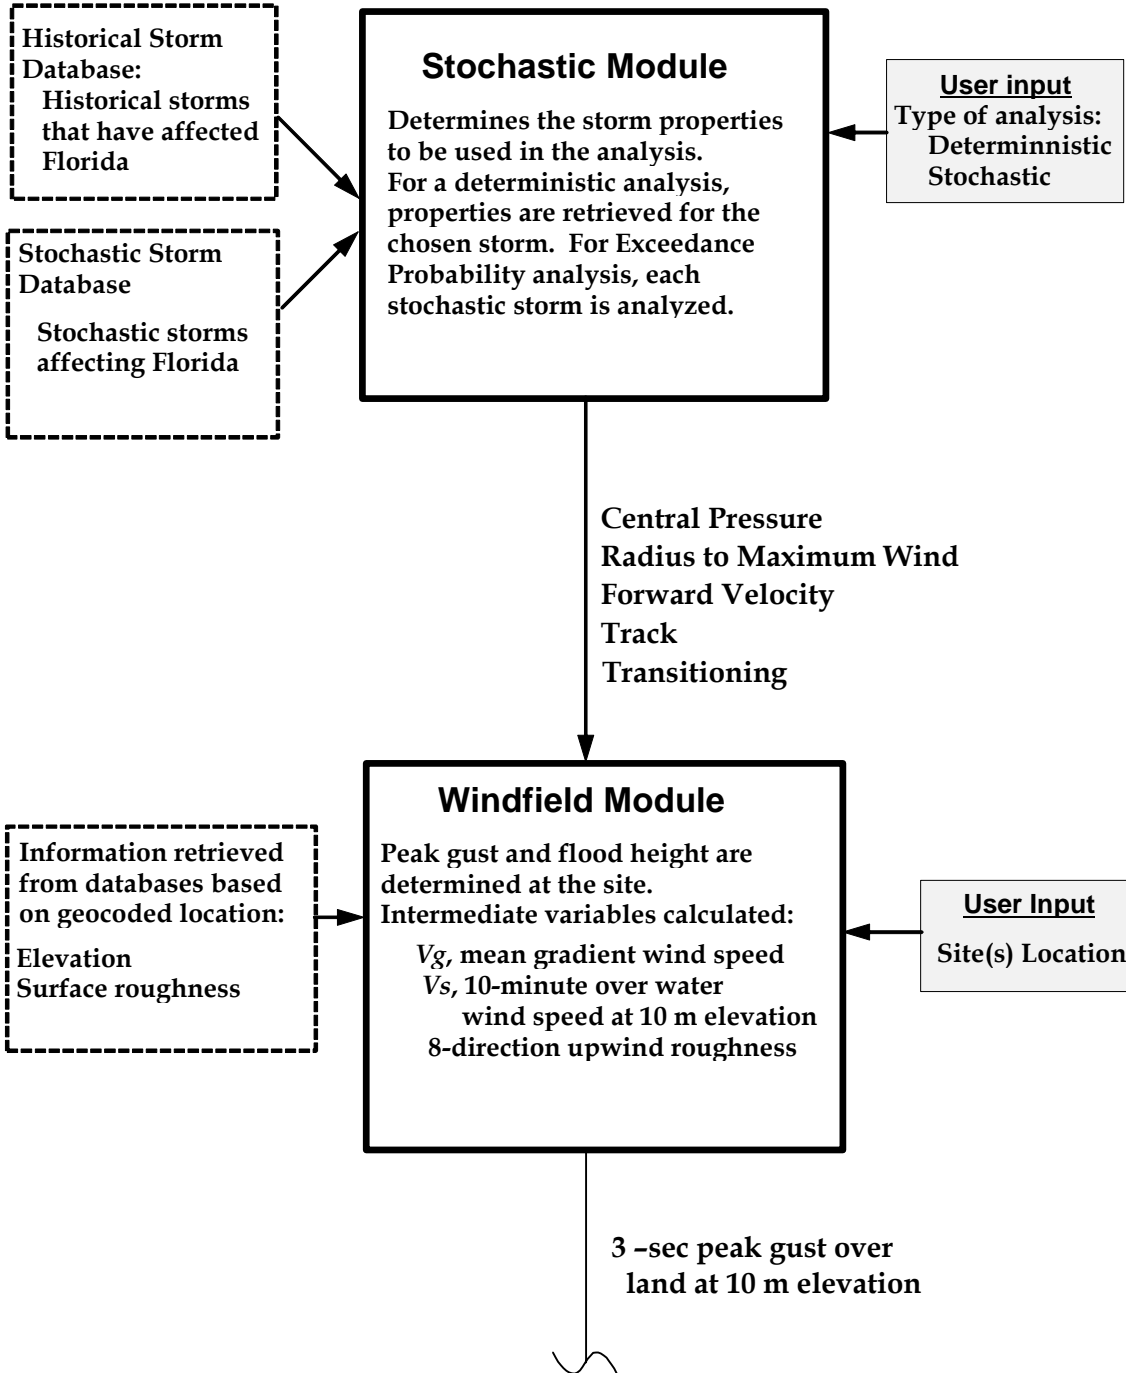 Historical Storm
Database:
Historical storms
that have affected
Florida
Stochastic Storm
Database
Stochastic storms
affecting Florida
Stochastic Module
Determines the storm properties
to be used in the analysis.
For a deterministic analysis,
properties are retrieved for the
chosen storm. For Exceedance
Probability analysis, each
stochastic storm is analyzed.
User input
Type of analysis:
Determinnistic
Stochastic
Central Pressure
Radius to Maximum Wind
Forward Velocity
Track
Transitioning
Information retrieved
from databases based
on geocoded location:
Elevation
Surface roughness
Windfield Module
Peak gust and flood height are
determined at the site.
Intermediate variables calculated:
Vg, mean gradient wind speed
Vs, 10-minute over water
wind speed at 10 m elevation
8-direction upwind roughness
User Input
Site(s) Location
3 –sec peak gust over
land at 10 m elevation